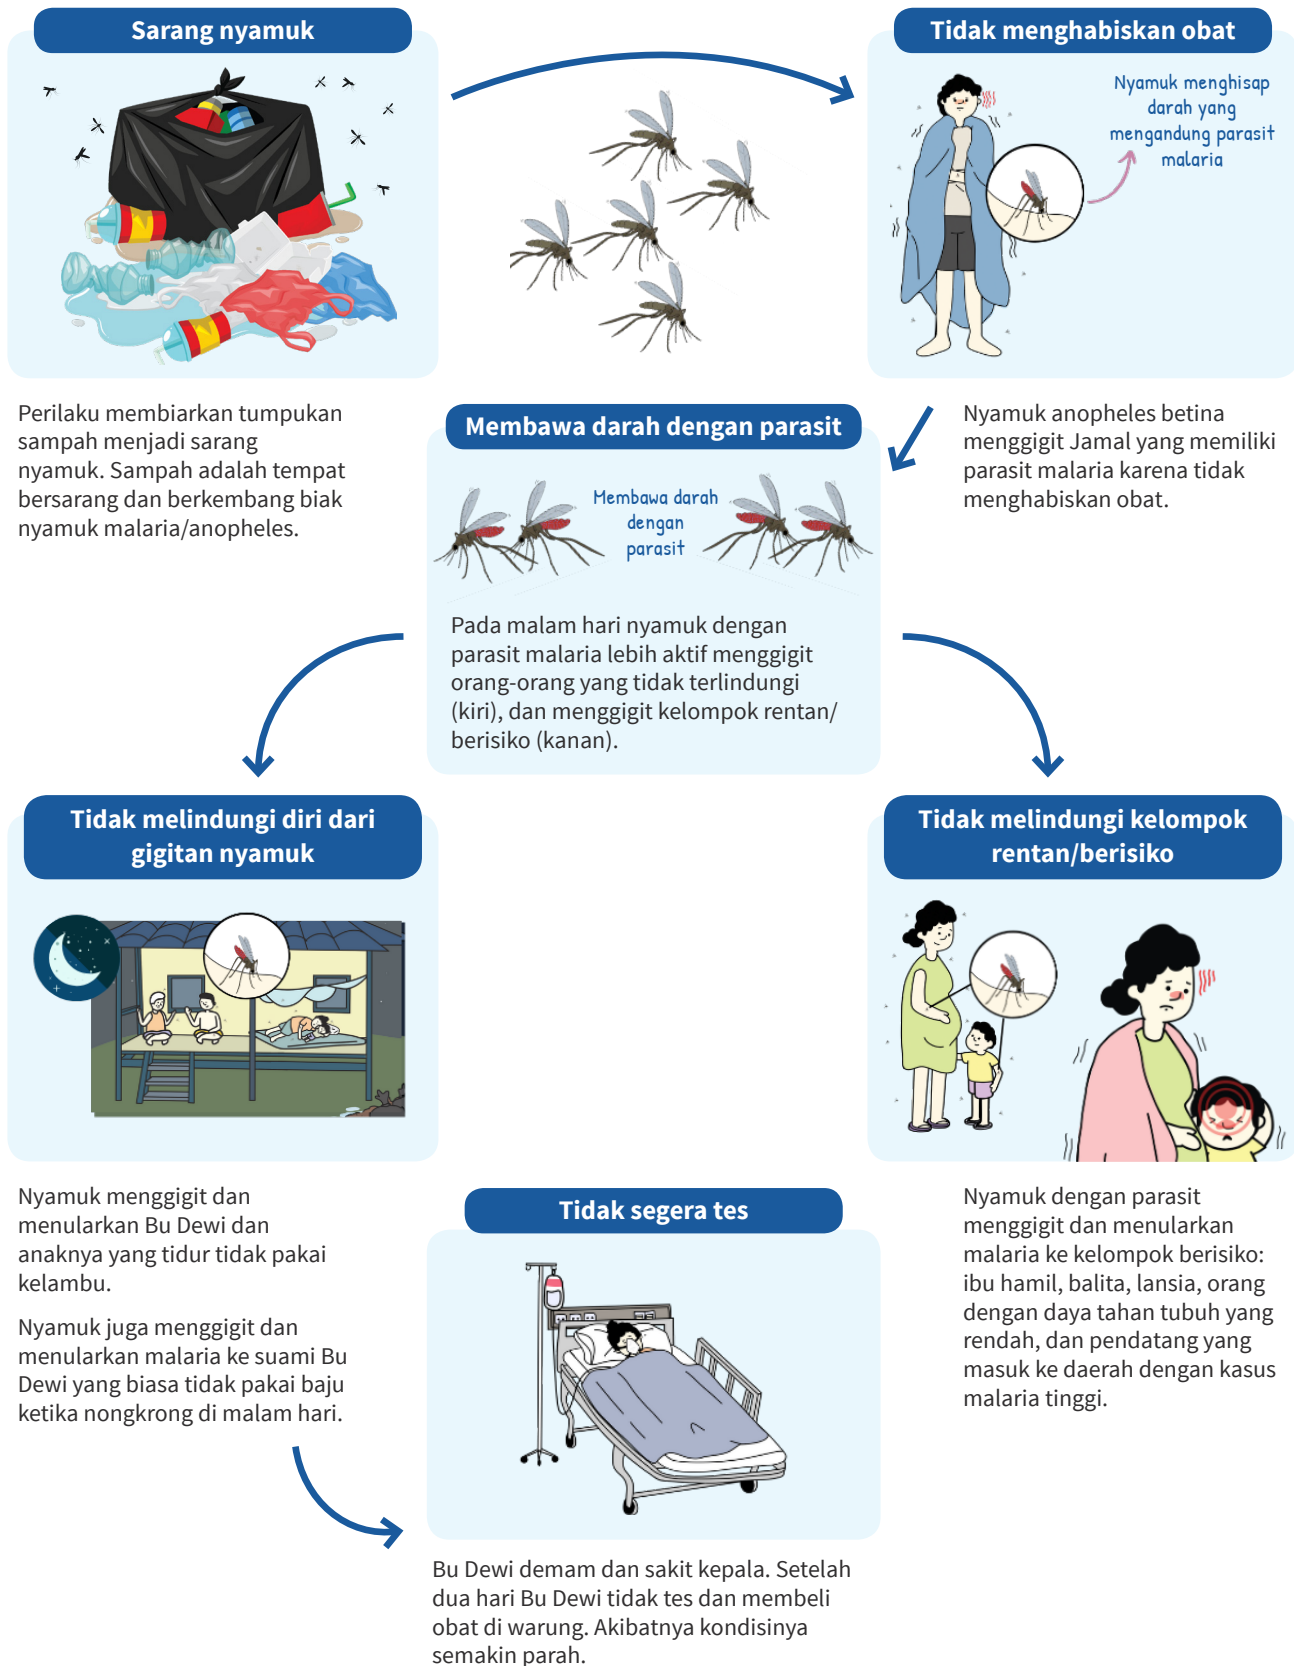 Sarang nyamuk
Perilaku membiarkan tumpukan
sampah menjadi sarang
nyamuk. Sampah adalah tempat
bersarang dan berkembang biak
nyamuk malaria/anopheles.
Tidak menghabiskan obat
Nyamuk menghisap
darah yang
mengandung parasit
malaria
Nyamuk anopheles betina
menggigit Jamal yang memiliki
parasit malaria karena tidak
menghabiskan obat.
Membawa darah dengan parasit
Membawa darah
dengan
parasit
Pada malam hari nyamuk dengan
parasit malaria lebih aktif menggigit
orang-orang yang tidak terlindungi
(kiri), dan menggigit kelompok rentan/
berisiko (kanan).
Tidak melindungi diri dari
gigitan nyamuk
Nyamuk menggigit dan
menularkan Bu Dewi dan
anaknya yang tidur tidak pakai
kelambu.
Nyamuk juga menggigit dan
menularkan malaria ke suami Bu
Dewi yang biasa tidak pakai baju
ketika nongkrong di malam hari.
Tidak melindungi kelompok
rentan/berisiko
Nyamuk dengan parasit
menggigit dan menularkan
malaria ke kelompok berisiko:
ibu hamil, balita, lansia, orang
dengan daya tahan tubuh yang
rendah, dan pendatang yang
masuk ke daerah dengan kasus
malaria tinggi.
Tidak segera tes
Bu Dewi demam dan sakit kepala. Setelah
dua hari Bu Dewi tidak tes dan membeli
obat di warung. Akibatnya kondisinya
semakin parah.